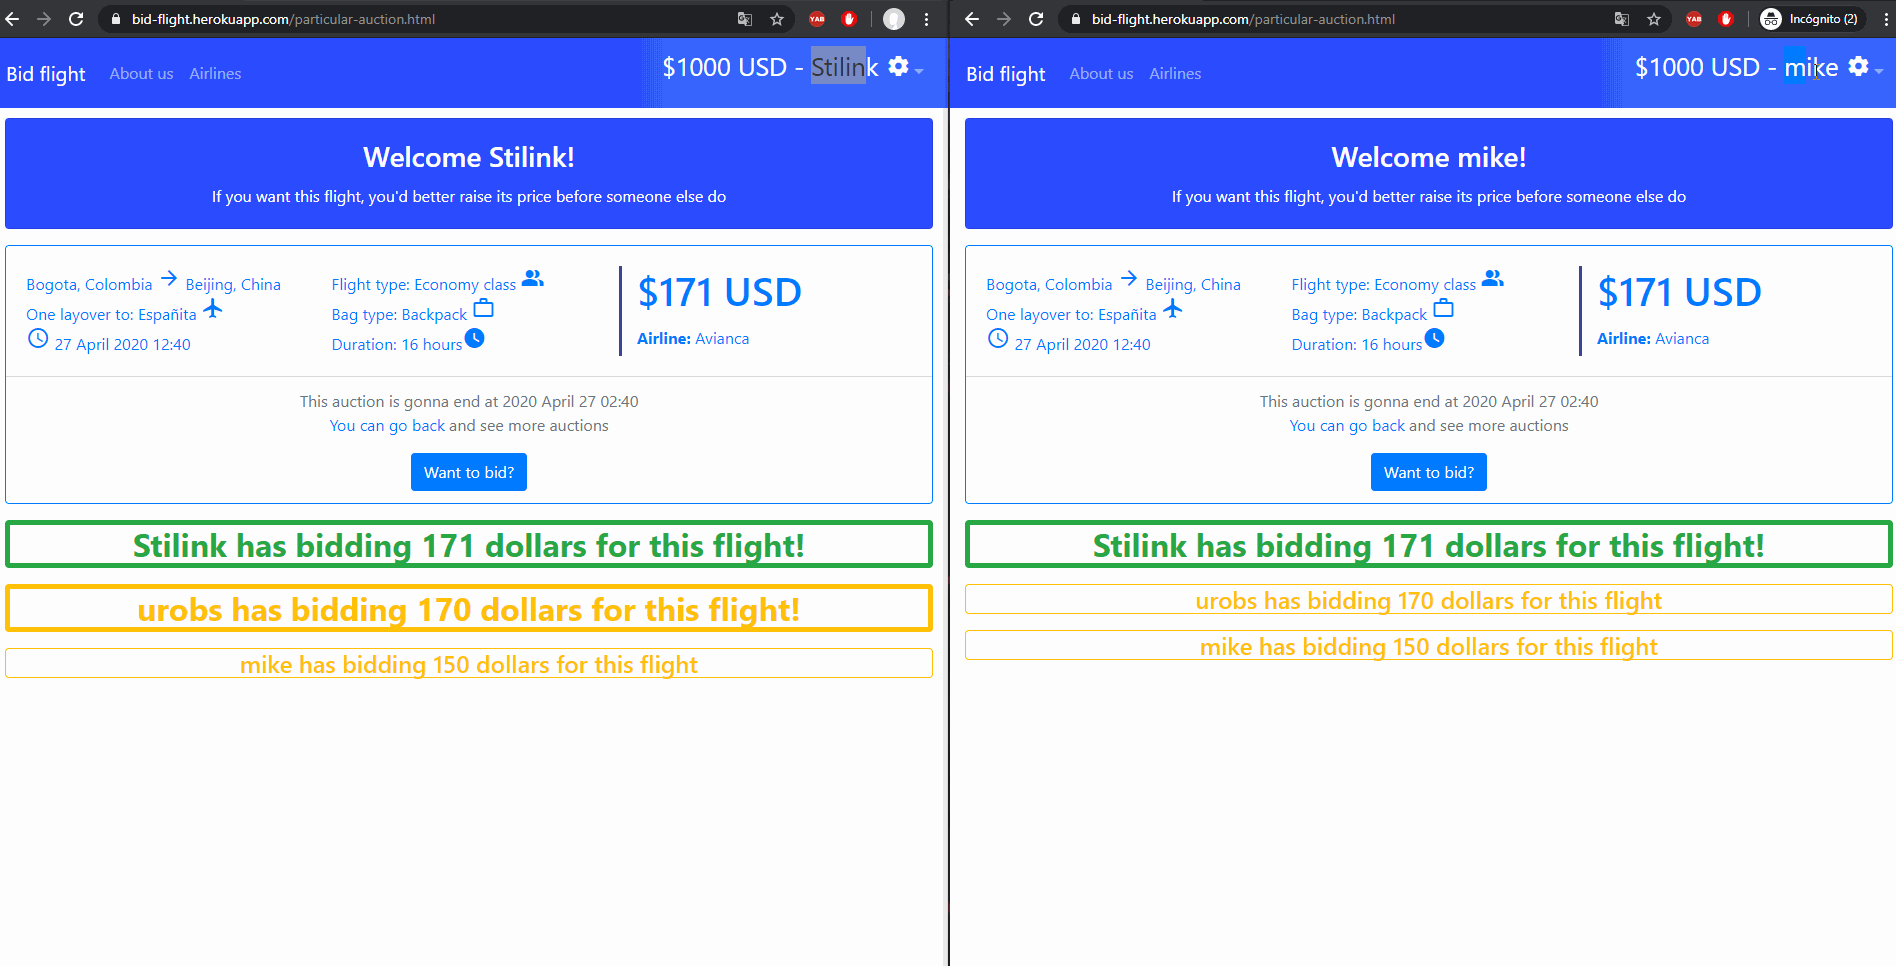 bid-flight.herokuapp.com/particular-auction.html
YAB
Bid flight
About us
Airlines
$1000 USD - Stilink
Welcome Stilink!
If you want this flight, you'd better raise its price before someone else do
Bogota, Colombia Beijing, China
One layover to: Españita
27 April 2020 12:40
Flight type: Economy class
Bag type: Backpack
Duration: 16 hours
$171 USD
Airline: Avianca
This auction is gonna end at 2020 April 27 02:40
You can go back and see more auctions
Want to bid?
Stilink has bidding 171 dollars for this flight!
urobs has bidding 170 dollars for this flight!
mike has bidding 150 dollars for this flight
bid-flight.herokuapp.com/particular-auction.html
YAB
Incógnito (2)
Bid flight
About us
Airlines
$1000 USD - mike
Welcome mike!
If you want this flight, you'd better raise its price before someone else do
Bogota, Colombia Beijing, China
One layover to: Españita
27 April 2020 12:40
Flight type: Economy class
Bag type: Backpack
Duration: 16 hours
$171 USD
Airline: Avianca
This auction is gonna end at 2020 April 27 02:40
You can go back and see more auctions
Want to bid?
Stilink has bidding 171 dollars for this flight!
urobs has bidding 170 dollars for this flight
mike has bidding 150 dollars for this flight